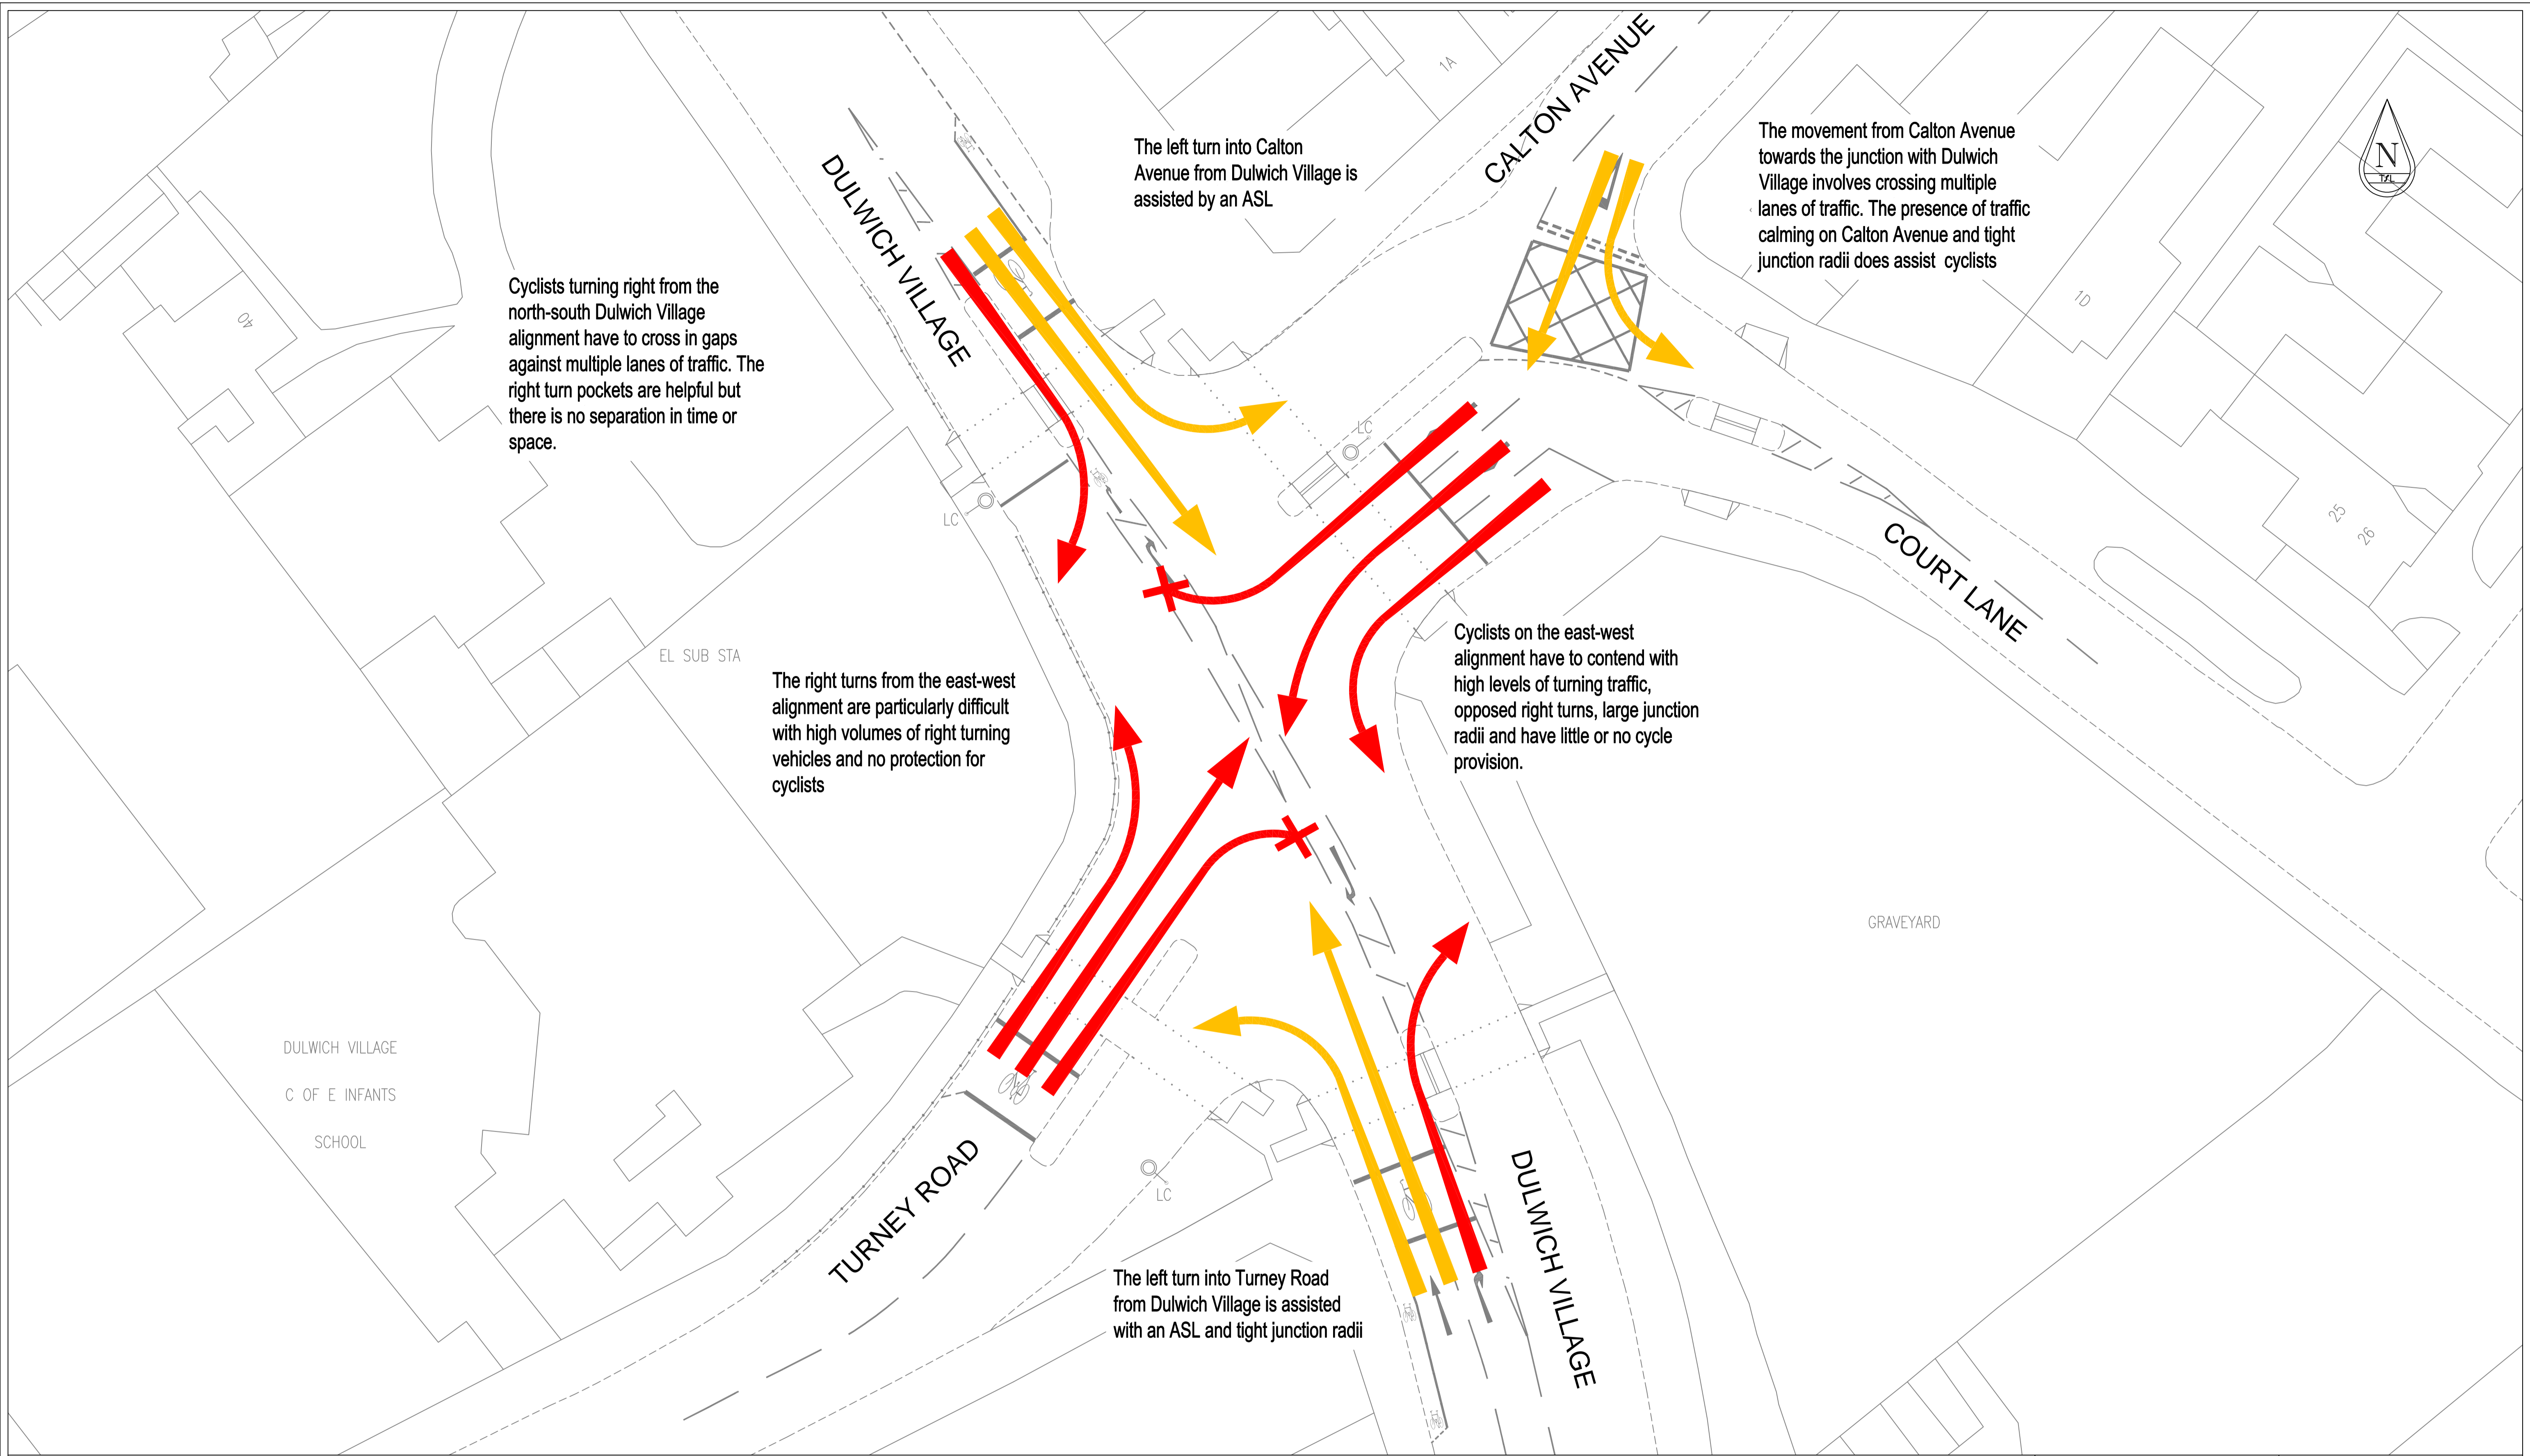 CALTON AVENUE
1A
The left turn into Calton
Avenue from Dulwich Village is
assisted by an ASL
The movement from Calton Avenue
towards the junction with Dulwich
Village involves crossing multiple
lanes of traffic. The presence of traffic
calming on Calton Avenue and tight
junction radii does assist cyclists
N
TfL
DULWICH VILLAGE
Cyclists turning right from the
north-south Dulwich Village
alignment have to cross in gaps
against multiple lanes of traffic. The
right turn pockets are helpful but
there is no separation in time or
space.
40
1D
LC
LC
25
26
COURT LANE
EL SUB STA
The right turns from the east-west
alignment are particularly difficult
with high volumes of right turning
vehicles and no protection for
cyclists
Cyclists on the east-west
alignment have to contend with
high levels of turning traffic,
opposed right turns, large junction
radii and have little or no cycle
provision.
GRAVEYARD
DULWICH VILLAGE
C OF E INFANTS
SCHOOL
TURNEY ROAD
LC
DULWICH VILLAGE
The left turn into Turney Road
from Dulwich Village is assisted
with an ASL and tight junction radii